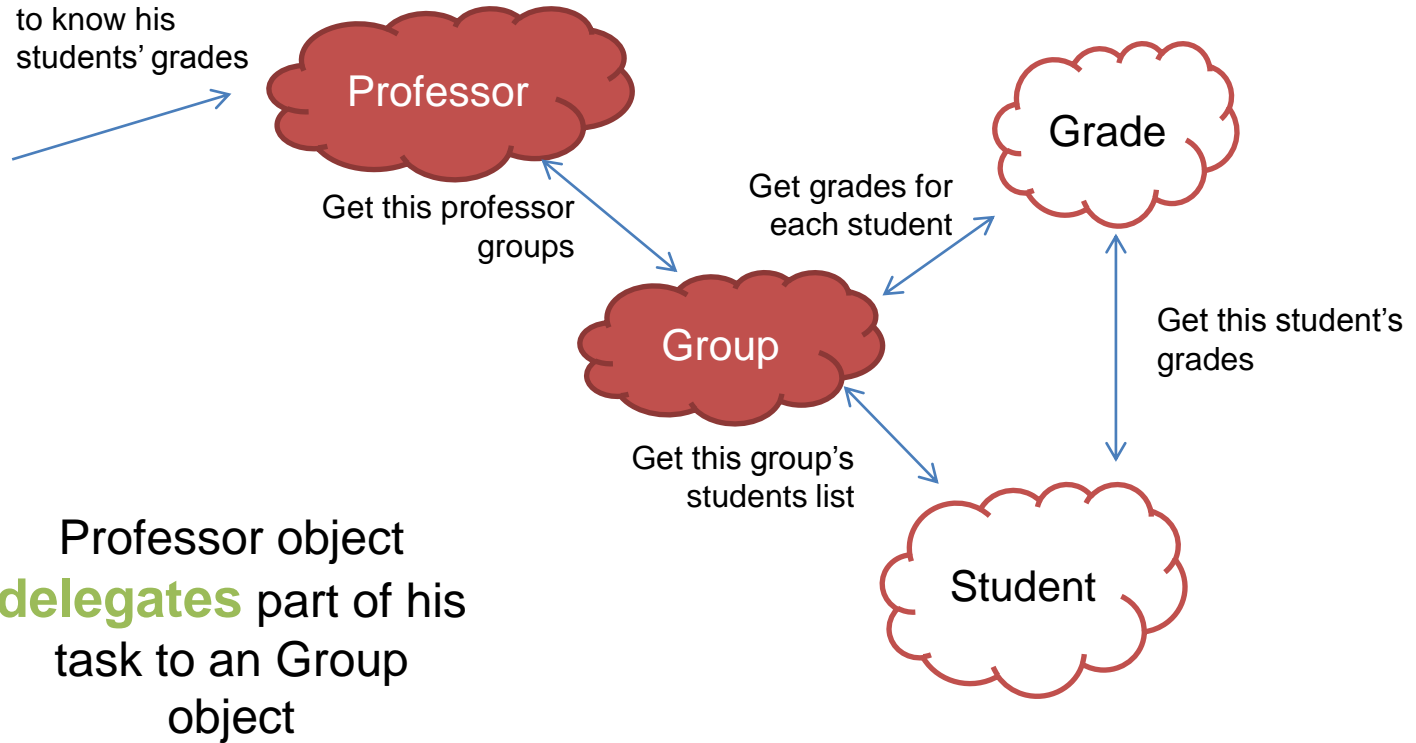 to know his
students’ grades
Professor
Grade
Get this professor
groups
Get grades for
each student
Group
Get this student’s
grades
Get this group’s
students list
Student
Professor object
delegates part of his
task to an Group
object